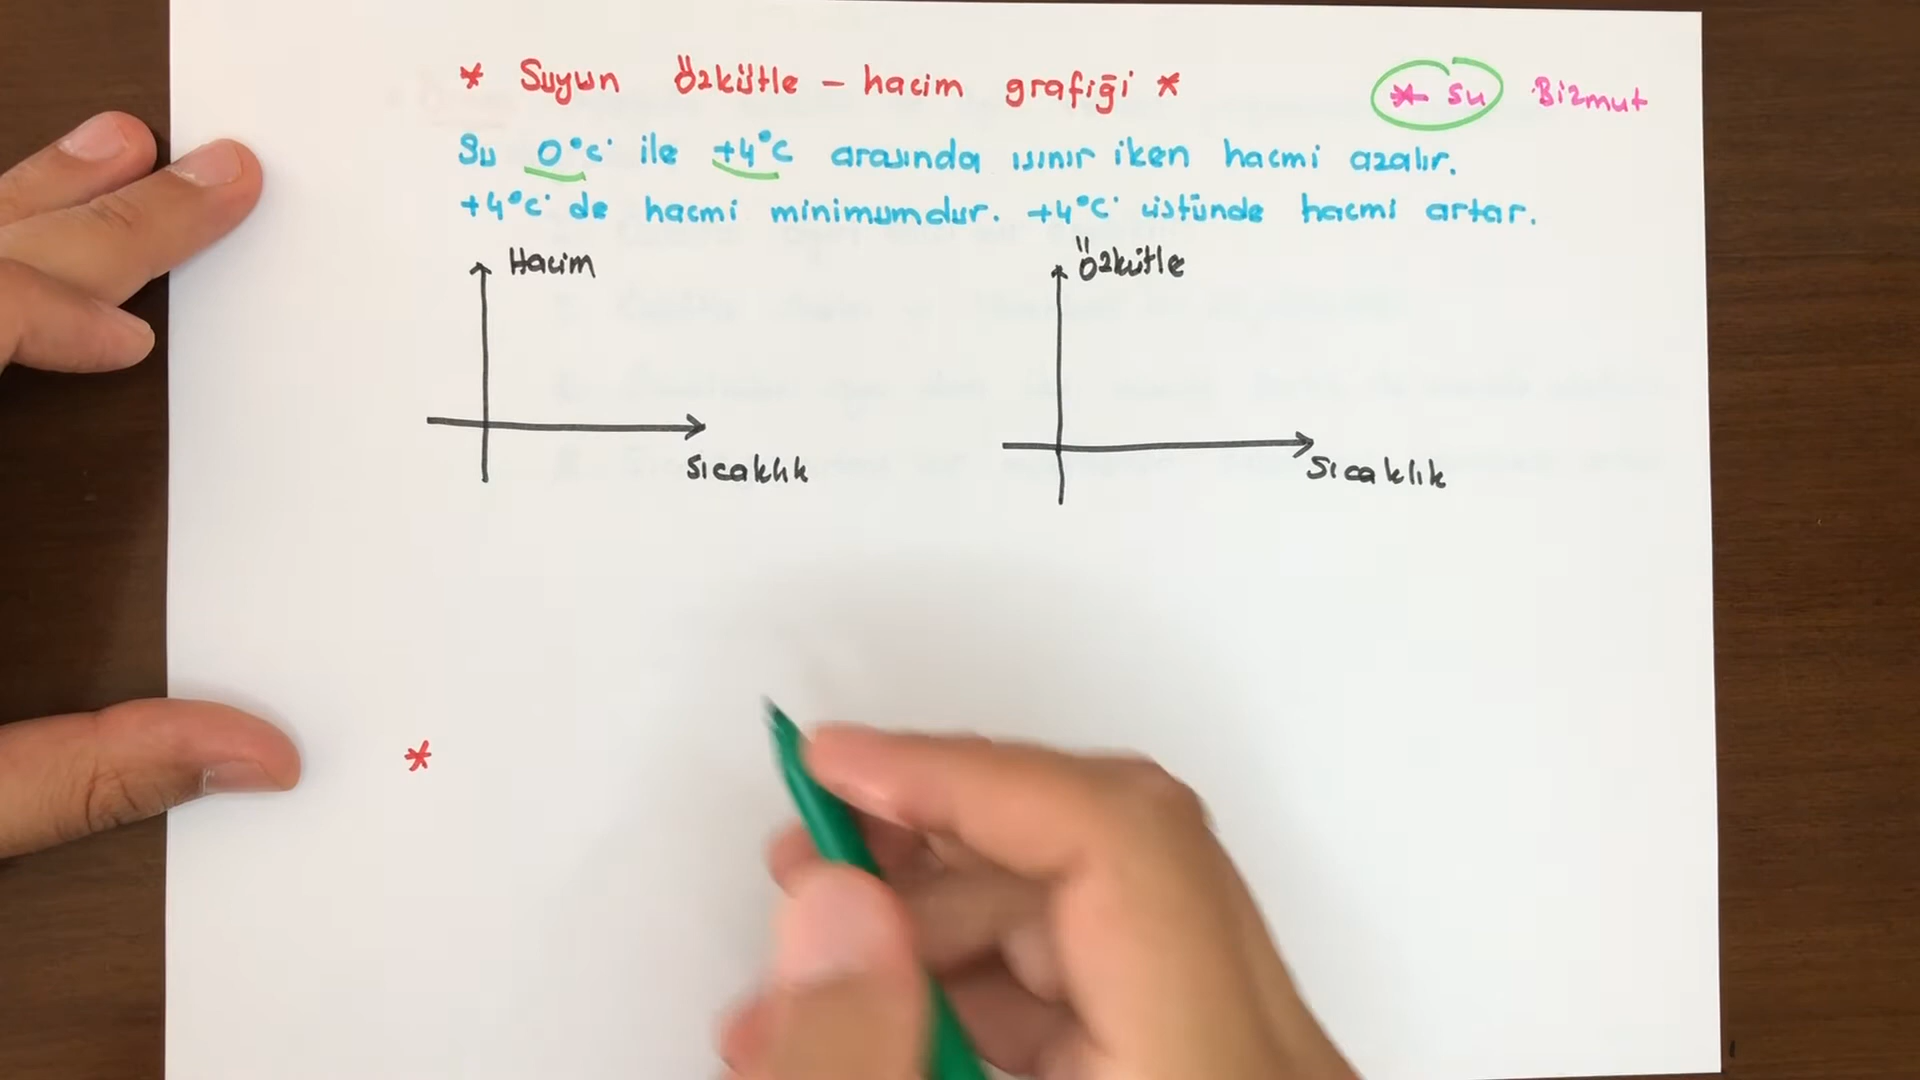 * Suyun Özkütle - hacim grafiği *
* Su Bizmut
Su 0°C ile +4°C arasında ısınır iken hacmi azalır.
+4°C de hacmi minimumdur. +4°C üstünde hacmi artar.
Hacim
Özkütle
Sıcaklık
Sıcaklık
*